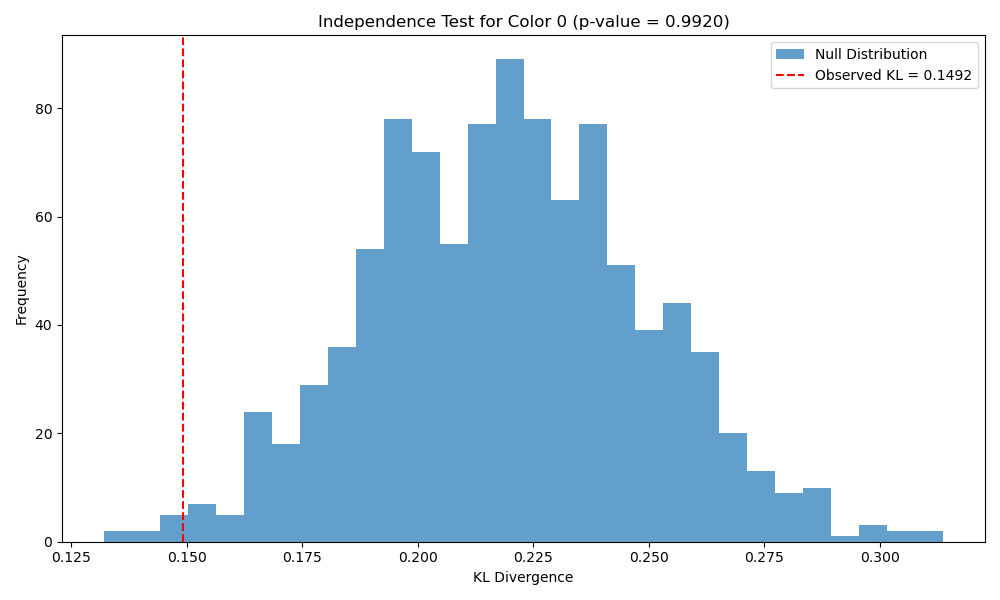 Independence Test for Color 0 (p-value = 0.9920)
Null Distribution
Observed KL = 0.1492
Frequency
80
60
40
20
0
0.125 0.150 0.175 0.200 0.225 0.250 0.275 0.300
KL Divergence